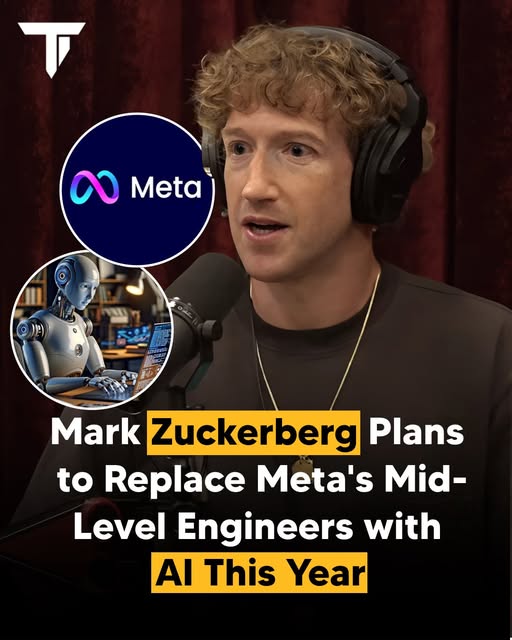 Meta
Mark Zuckerberg Plans
to Replace Meta's Mid-
Level Engineers with
AI This Year